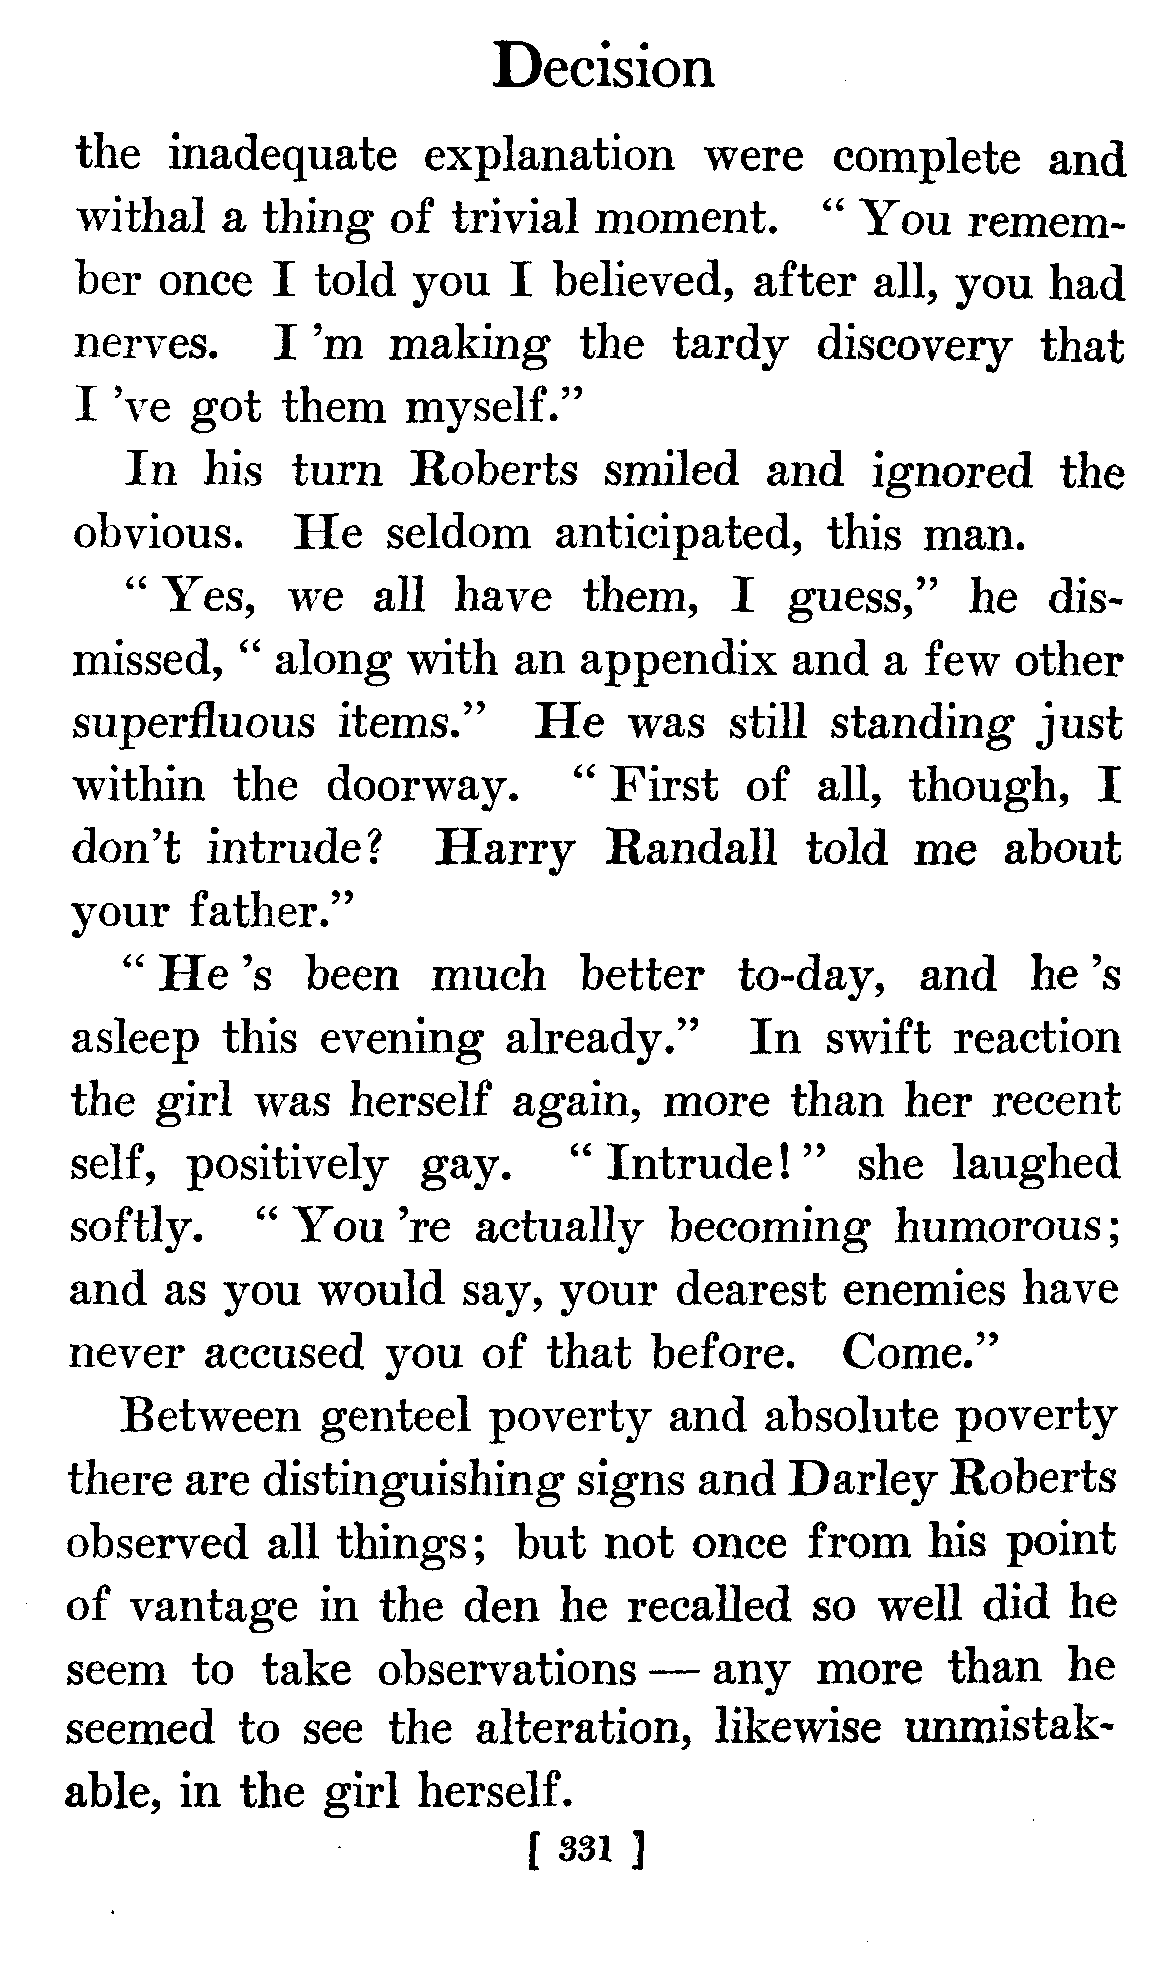 Decision
the inadequate explanation were complete and
withal a thing of trivial moment. “ You remem-
ber once I told you I believed, after all, you had
nerves. I ’m making the tardy discovery that
I ’ve got them myself.”
In his turn Roberts smiled and ignored the
obvious. He seldom anticipated, this man.
“ Yes, we all have them, I guess,” he dis-
missed, “ along with an appendix and a few other
superfluous items.” He was still standing just
within the doorway. “ First of all, though, I
don’t intrude? Harry Randall told me about
your father.”
“ He ’s been much better to-day, and he ’s
asleep this evening already.” In swift reaction
the girl was herself again, more than her recent
self, positively gay. “ Intrude! ” she laughed
softly. “ You ’re actually becoming humorous;
and as you would say, your dearest enemies have
never accused you of that before. Come.”
Between genteel poverty and absolute poverty
there are distinguishing signs and Darley Roberts
observed all things; but not once from his point
of vantage in the den he recalled so well did he
seem to take observations — any more than he
seemed to see the alteration, likewise unmistak-
able, in the girl herself.
[ 331 ]